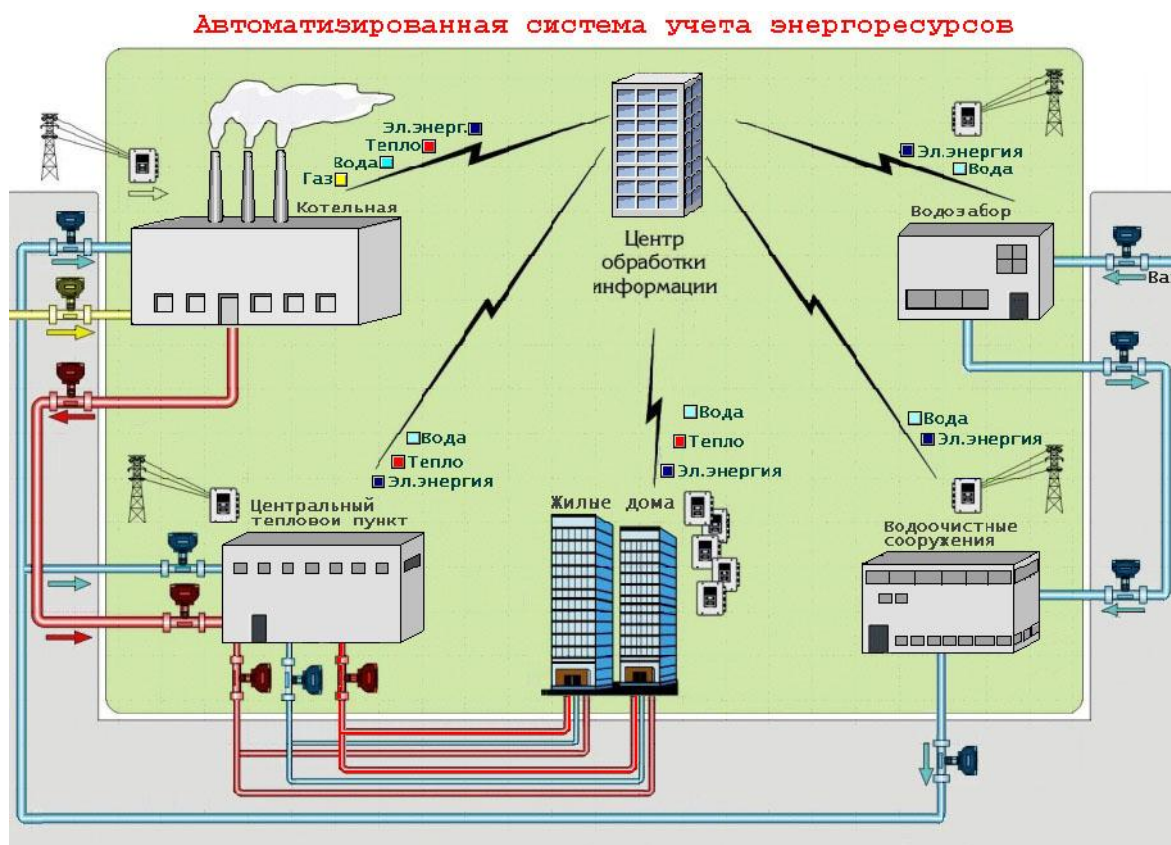 Автоматизированная система учета энергоресурсов
Эл.энерг.
Тепло
Вода
Газ
Котельная
Центр
обработки
информации
Эл.энергия
Вода
Водозабор
Ва
Вода
Тепло
Эл.энергия
Центральный
тепловой пункт
Вода
Тепло
Эл.энергия
Жилые дома
Вода
Эл.энергия
Водоочистные
сооружения